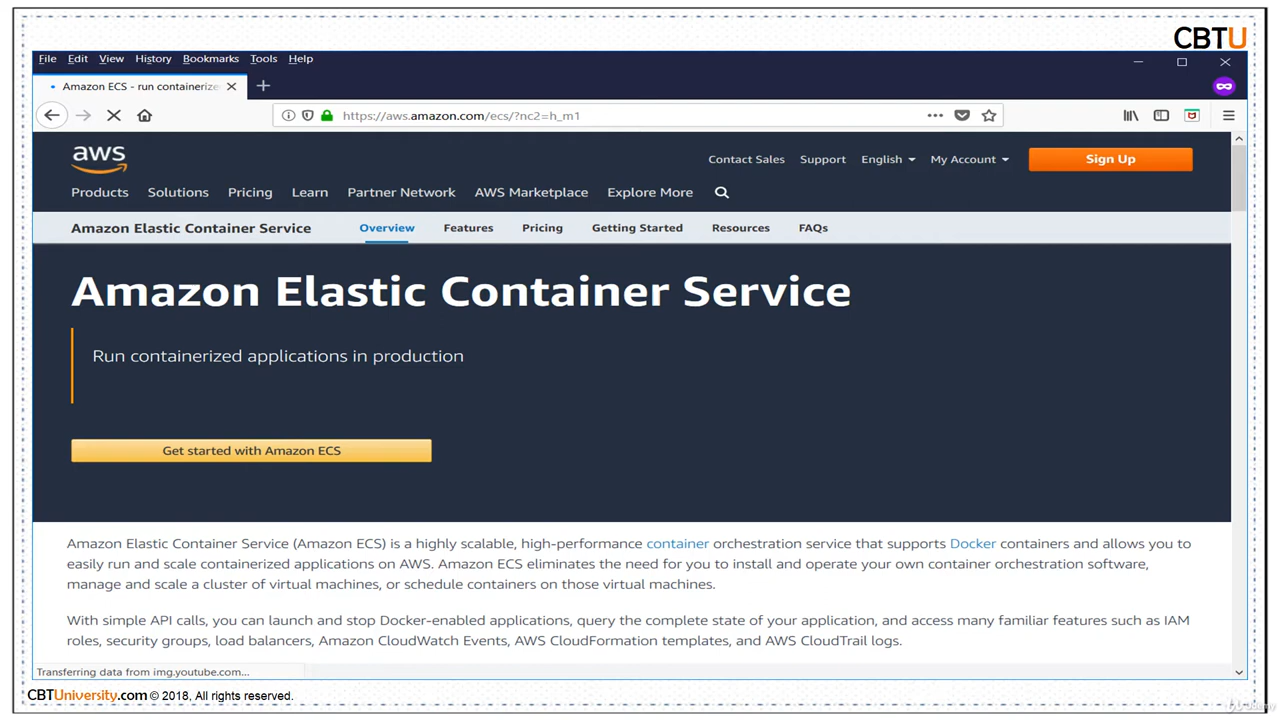 CBTU
File Edit View History Bookmarks Tools Help
Amazon ECS - run containerize
https://aws.amazon.com/ecs/?nc2=h_m1
aws
Contact Sales Support English My Account Sign Up
Products Solutions Pricing Learn Partner Network AWS Marketplace Explore More
Amazon Elastic Container Service Overview Features Pricing Getting Started Resources FAQs
Amazon Elastic Container Service
Run containerized applications in production
Get started with Amazon ECS
Amazon Elastic Container Service (Amazon ECS) is a highly scalable, high-performance container orchestration service that supports Docker containers and allows you to
easily run and scale containerized applications on AWS. Amazon ECS eliminates the need for you to install and operate your own container orchestration software,
manage and scale a cluster of virtual machines, or schedule containers on those virtual machines.
With simple API calls, you can launch and stop Docker-enabled applications, query the complete state of your application, and access many familiar features such as IAM
roles, security groups, load balancers, Amazon CloudWatch Events, AWS CloudFormation templates, and AWS CloudTrail logs.
Transferring data from img.youtube.com...
CBTUniversity.com © 2018, All rights reserved.